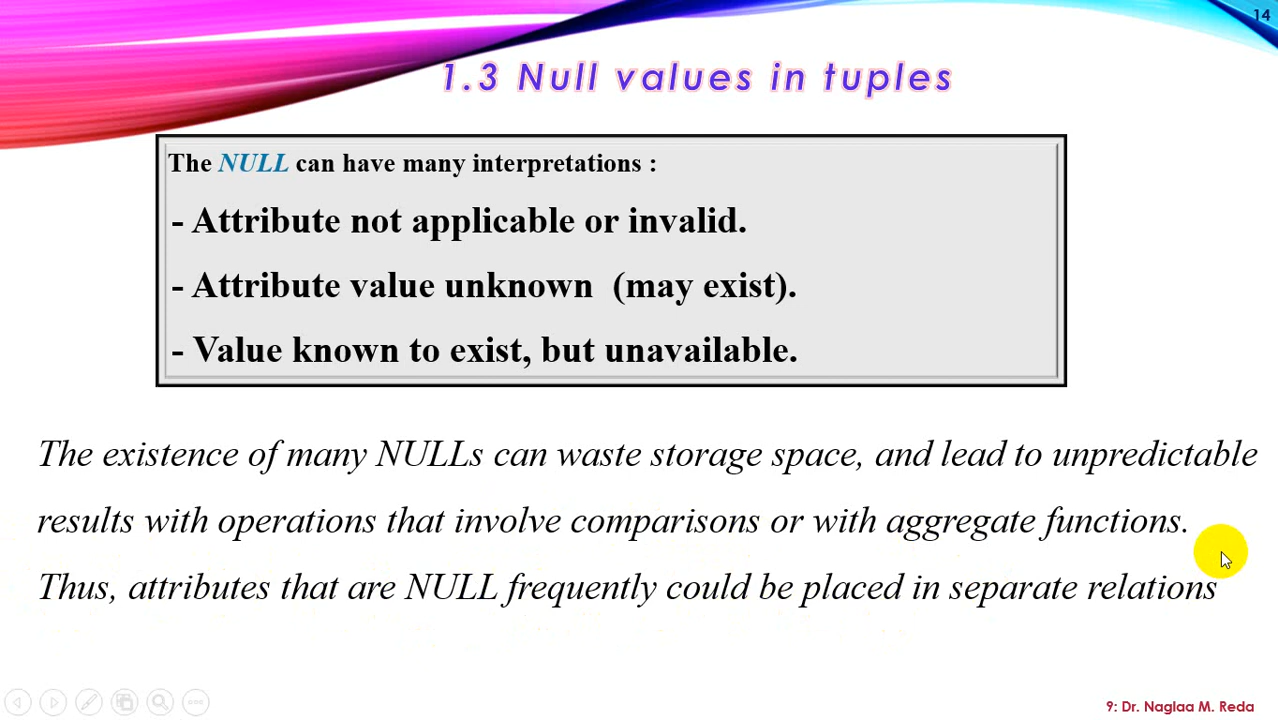 14
1.3 Null values in tuples
The NULL can have many interpretations :
- Attribute not applicable or invalid.
- Attribute value unknown (may exist).
- Value known to exist, but unavailable.
The existence of many NULLs can waste storage space, and lead to unpredictable
results with operations that involve comparisons or with aggregate functions.
Thus, attributes that are NULL frequently could be placed in separate relations
9: Dr. Naglaa M. Reda